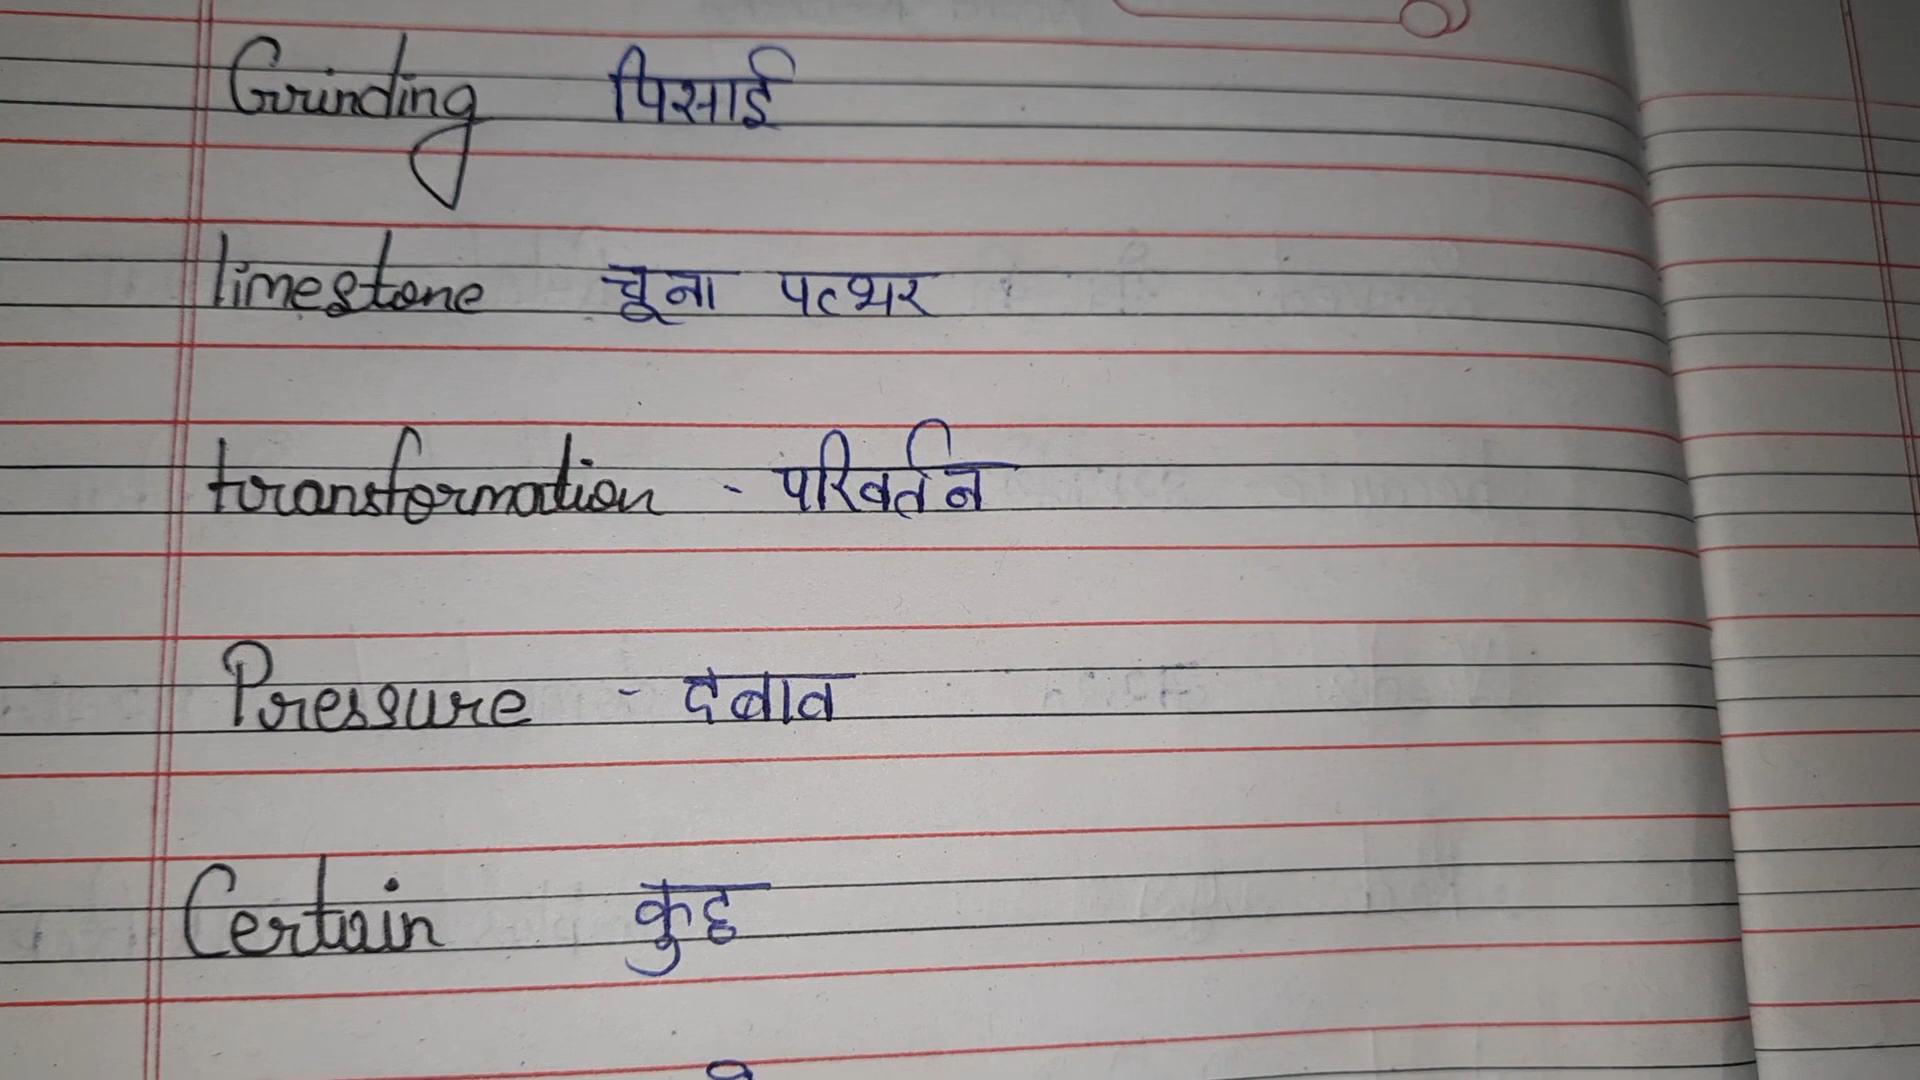 Grinding पिसाई
limestone चूना पत्थर
transformation - परिवर्तन
Pressure - दबाव
Certain कुछ